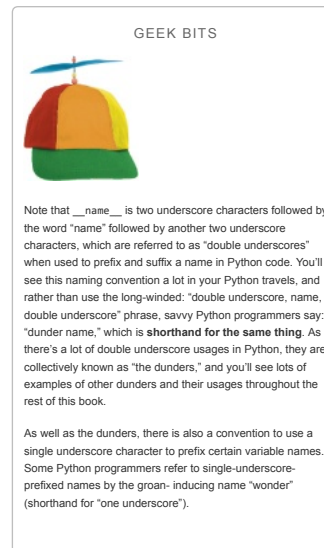 GEEK BITS
Note that __name__ is two underscore characters followed by
the word “name” followed by another two underscore
characters, which are referred to as “double underscores”
when used to prefix and suffix a name in Python code. You’ll
see this naming convention a lot in your Python travels, and
rather than use the long-winded: “double underscore, name,
double underscore” phrase, savvy Python programmers say:
“dunder name,” which is shorthand for the same thing. As
there’s a lot of double underscore usages in Python, they are
collectively known as “the dunders,” and you’ll see lots of
examples of other dunders and their usages throughout the
rest of this book.
As well as the dunders, there is also a convention to use a
single underscore character to prefix certain variable names.
Some Python programmers refer to single-underscore-
prefixed names by the groan- inducing name “wonder”
(shorthand for “one underscore”).